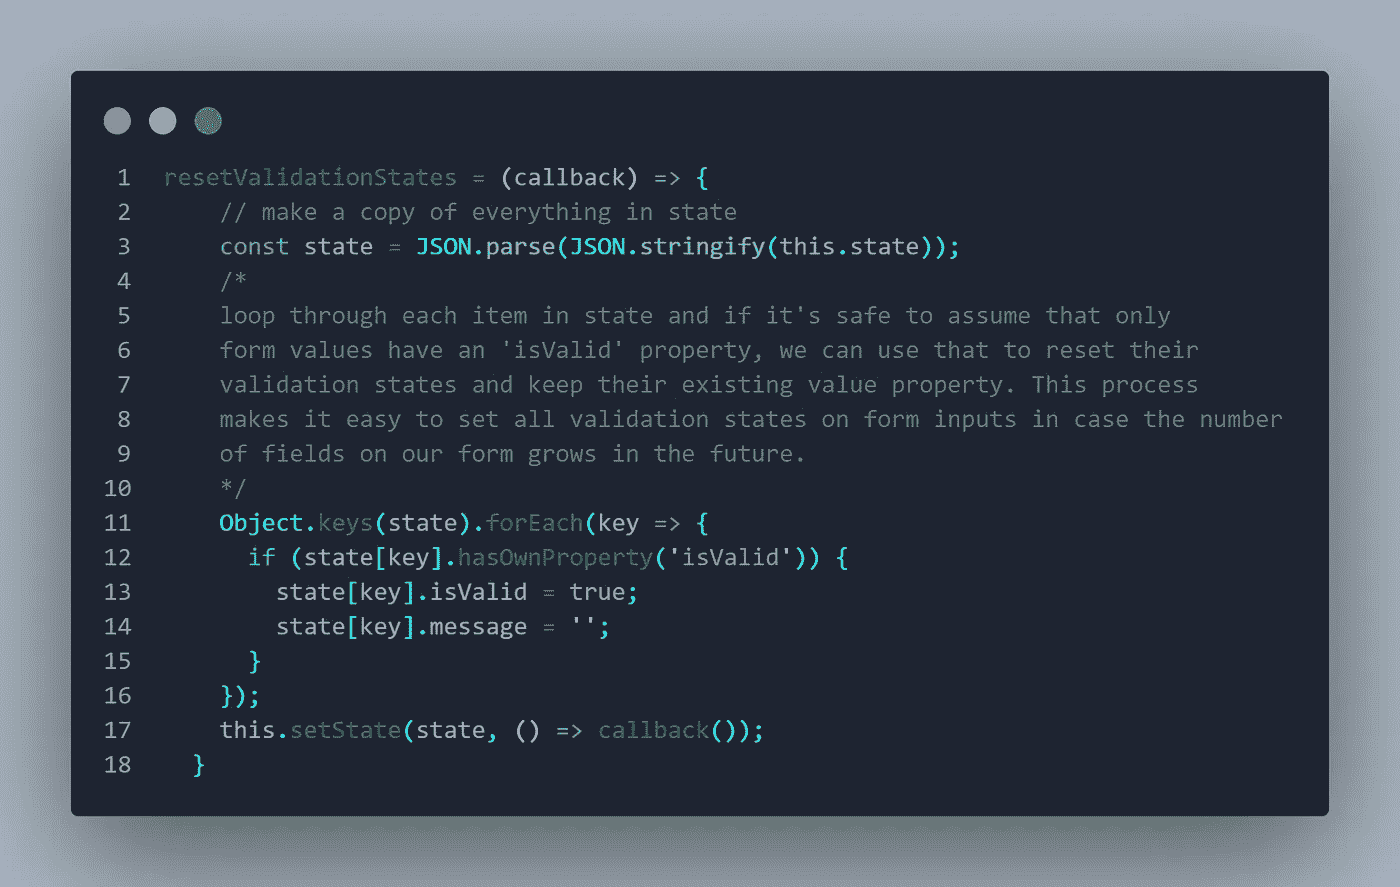 1 resetValidationStates = (callback) => {
2 // make a copy of everything in state
3 const state = JSON.parse(JSON.stringify(this.state));
4 /*
5 loop through each item in state and if it's safe to assume that only
6 form values have an 'isValid' property, we can use that to reset their
7 validation states and keep their existing value property. This process
8 makes it easy to set all validation states on form inputs in case the number
9 of fields on our form grows in the future.
10 */
11 Object.keys(state).forEach(key => {
12 if (state[key].hasOwnProperty('isValid')) {
13 state[key].isValid = true;
14 state[key].message = '';
15 }
16 });
17 this.setState(state, () => callback());
18 }